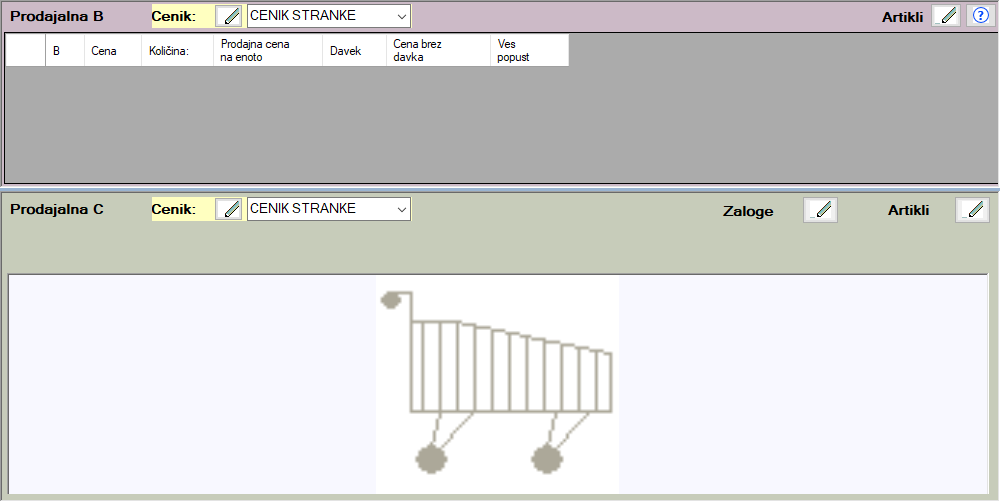 Prodajalna B Cenik: CENIK STRANKE Artikli
B Cena Količina: Prodajna cena na enoto Davek Cena brez davka Ves popust
Prodajalna C Cenik: CENIK STRANKE Zaloge Artikli